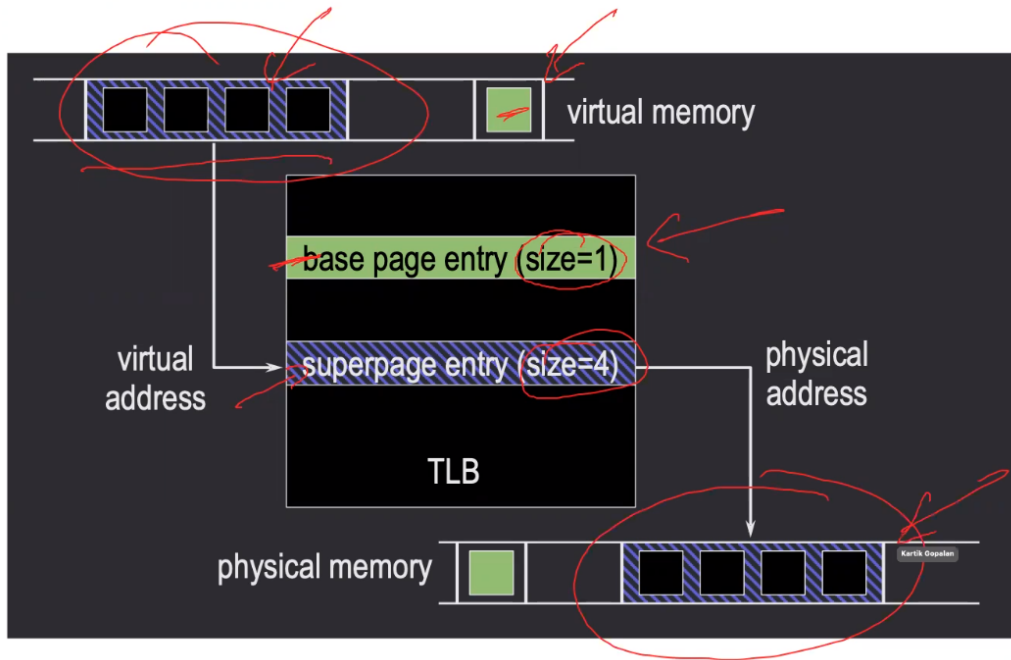 virtual memory
base page entry (size=1)
virtual
address
superpage entry (size=4)
physical
address
TLB
physical memory
Kartik Gopalan